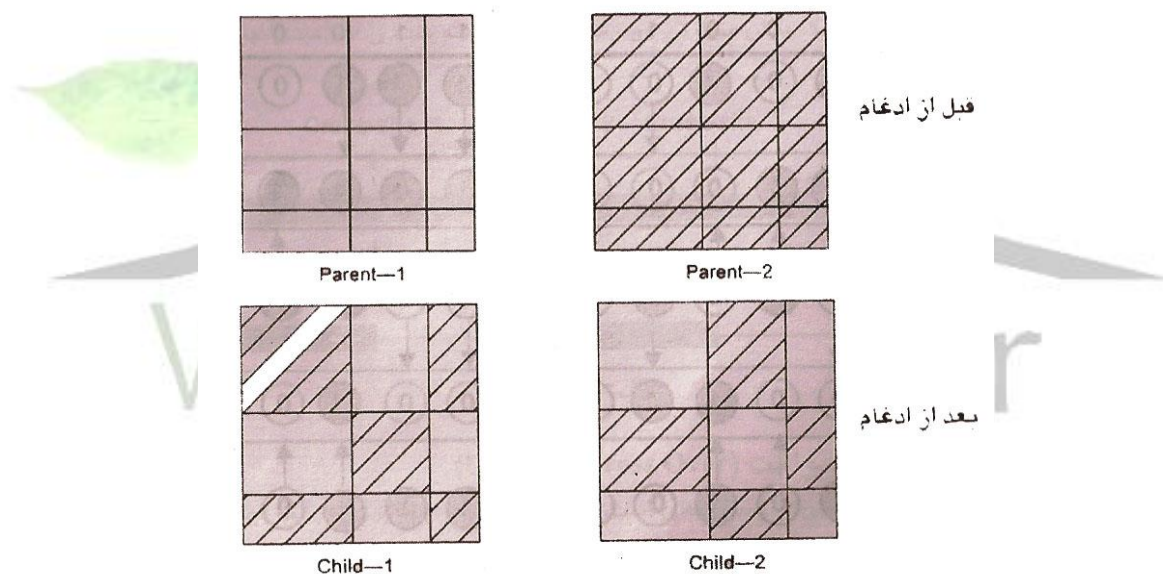 قبل از ادغام
Parent—1
Parent—2
بعد از ادغام
Child—1
Child—2